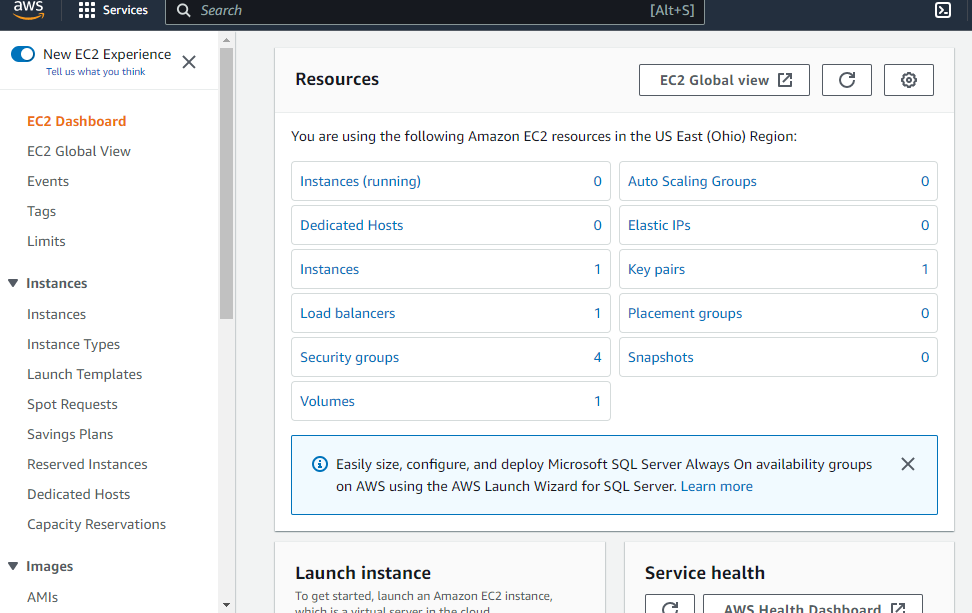 aws
Services
Search
[Alt+S]
New EC2 Experience
Tell us what you think
EC2 Dashboard
EC2 Global View
Events
Tags
Limits
Instances
Instances
Instance Types
Launch Templates
Spot Requests
Savings Plans
Reserved Instances
Dedicated Hosts
Capacity Reservations
Images
AMIs
Resources
EC2 Global view
You are using the following Amazon EC2 resources in the US East (Ohio) Region:
Instances (running) 0
Auto Scaling Groups 0
Dedicated Hosts 0
Elastic IPs 0
Instances 1
Key pairs 1
Load balancers 1
Placement groups 0
Security groups 4
Snapshots 0
Volumes 1
Easily size, configure, and deploy Microsoft SQL Server Always On availability groups
on AWS using the AWS Launch Wizard for SQL Server. Learn more
Launch instance
To get started, launch an Amazon EC2 instance,
which is a virtual server in the cloud.
Service health
AWS Health Dashboard